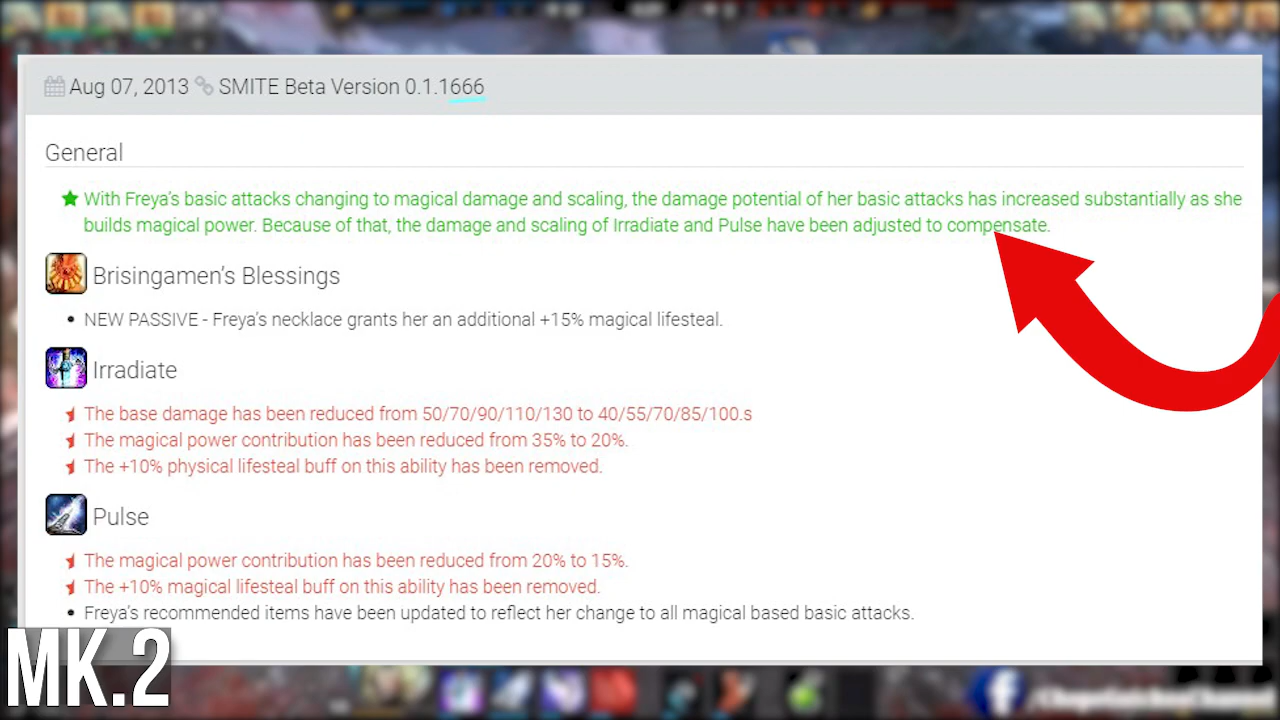 Aug 07, 2013 SMITE Beta Version 0.1.1666
General
With Freya's basic attacks changing to magical damage and scaling, the damage potential of her basic attacks has increased substantially as she
builds magical power. Because of that, the damage and scaling of Irradiate and Pulse have been adjusted to compensate.
Brisingamen's Blessings
NEW PASSIVE - Freya's necklace grants her an additional +15% magical lifesteal.
Irradiate
The base damage has been reduced from 50/70/90/110/130 to 40/55/70/85/100.s
The magical power contribution has been reduced from 35% to 20%.
The +10% physical lifesteal buff on this ability has been removed.
Pulse
The magical power contribution has been reduced from 20% to 15%.
The +10% magical lifesteal buff on this ability has been removed.
Freya's recommended items have been updated to reflect her change to all magical based basic attacks.
MK.2